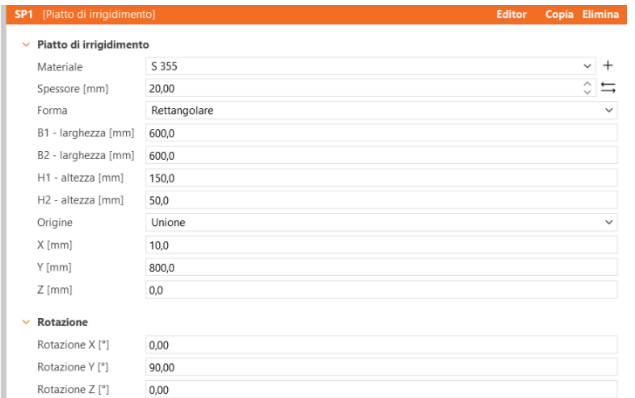 SP1 [Piatto di irrigidimento] Editor Copia Elimina
Piatto di irrigidimento
Materiale S 355
Spessore [mm] 20,00
Forma Rettangolare
B1 - larghezza [mm] 600,0
B2 - larghezza [mm] 600,0
H1 - altezza [mm] 150,0
H2 - altezza [mm] 50,0
Origine Unione
X [mm] 10,0
Y [mm] 800,0
Z [mm] 0,0
Rotazione
Rotazione X [°] 0,00
Rotazione Y [°] 90,00
Rotazione Z [°] 0,00